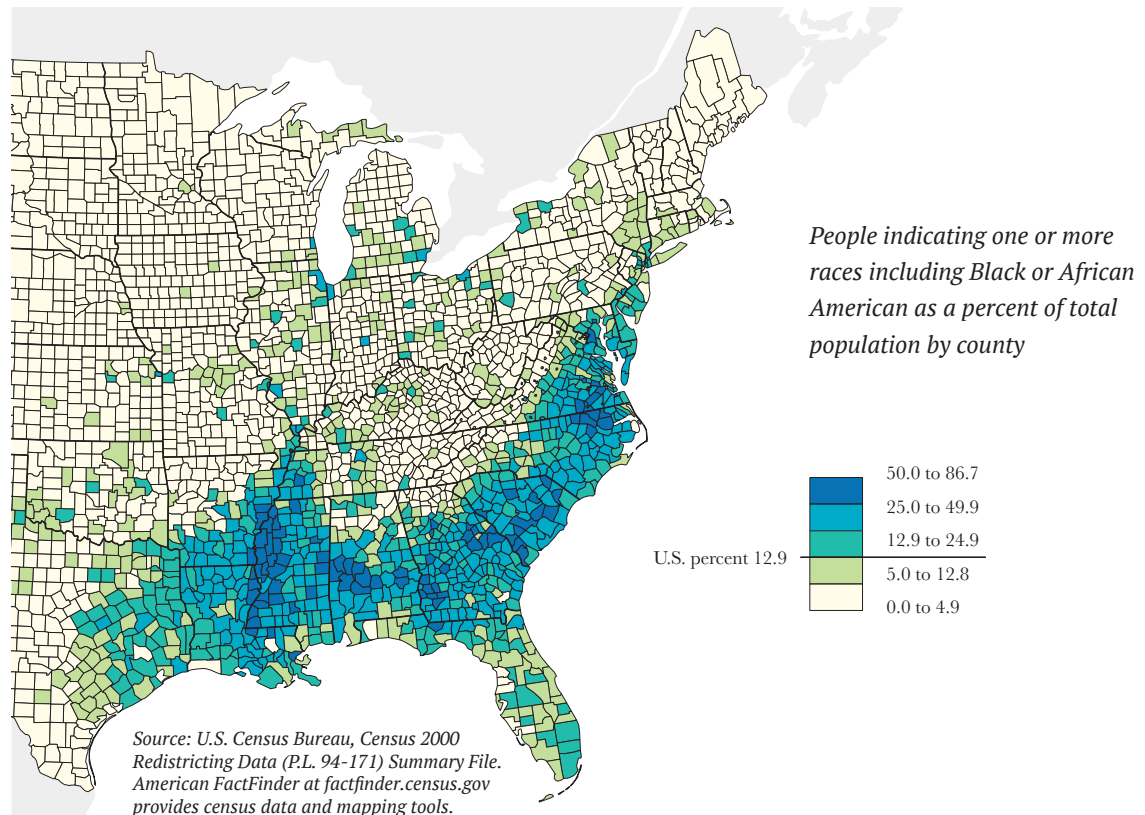 People indicating one or more
races including Black or African
American as a percent of total
population by county
50.0 to 86.7
25.0 to 49.9
12.9 to 24.9
U.S. percent 12.9
5.0 to 12.8
0.0 to 4.9
Source: U.S. Census Bureau, Census 2000
Redistricting Data (P.L. 94-171) Summary File.
American FactFinder at factfinder.census.gov
provides census data and mapping tools.